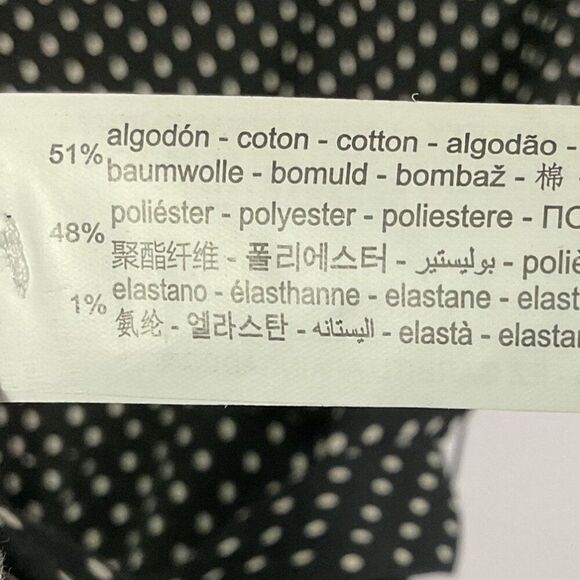 51% algodón - coton - cotton - algodão -
baumwolle - bomuld - bombaž - 棉 -
48% poliéster - polyester - poliestere -
聚酯纤维 - 폴리에스터 - بوليستير -
1% elastano - élasthanne - elastane -
氨纶 - 엘라스탄 - اليستانه - elastà -